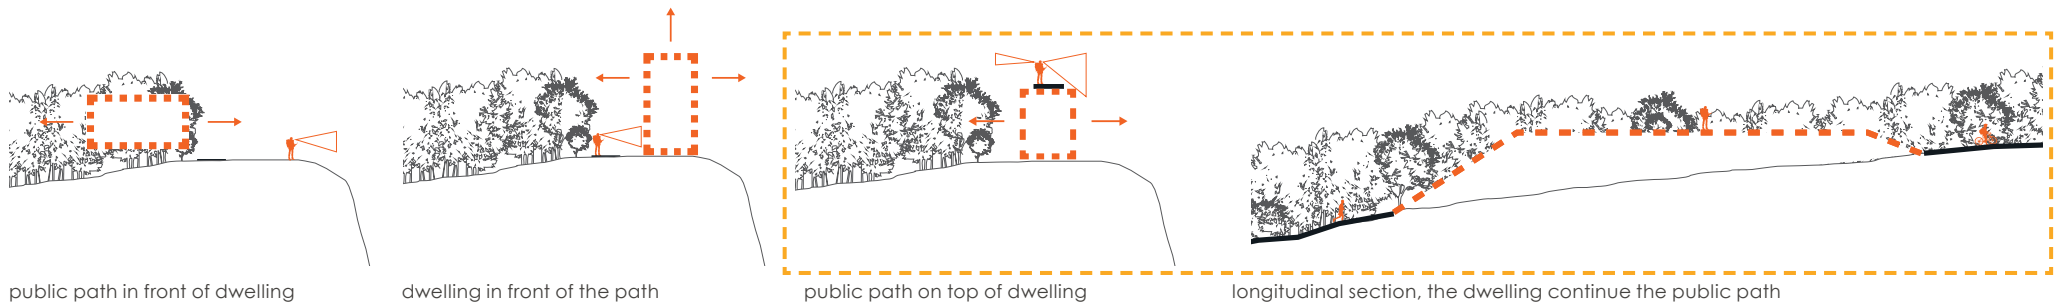 public path in front of dwelling
dwelling in front of the path
public path on top of dwelling
longitudinal section, the dwelling continue the public path